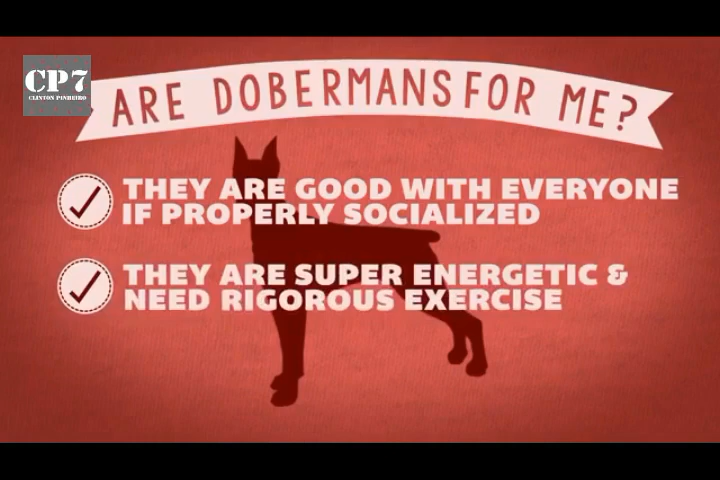 CP7
CLINTON PINHEIRO
ARE DOBERMANS FOR ME?
THEY ARE GOOD WITH EVERYONE
IF PROPERLY SOCIALIZED
THEY ARE SUPER ENERGETIC &
NEED RIGOROUS EXERCISE